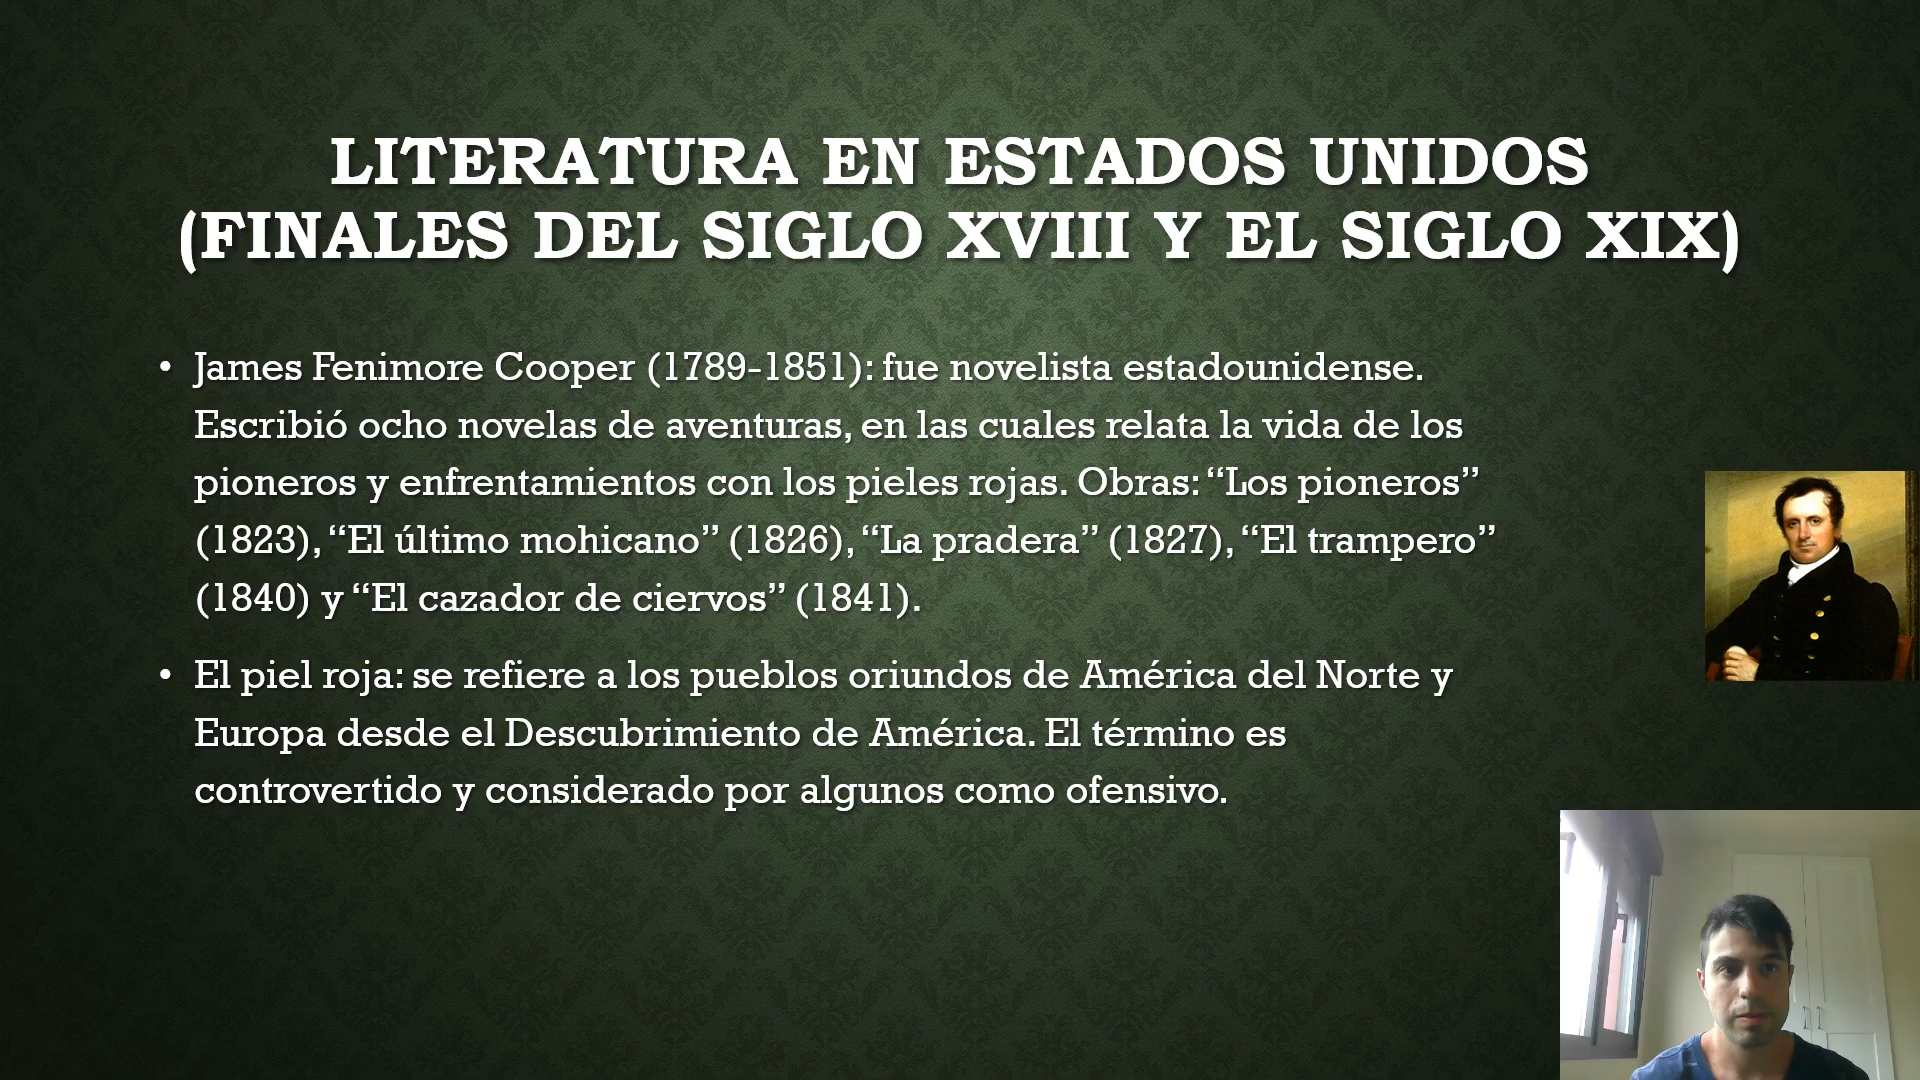 LITERATURA EN ESTADOS UNIDOS
(FINALES DEL SIGLO XVIII Y EL SIGLO XIX)
• James Fenimore Cooper (1789-1851): fue novelista estadounidense.
Escribió ocho novelas de aventuras, en las cuales relata la vida de los
pioneros y enfrentamientos con los pieles rojas. Obras: “Los pioneros”
(1823), “El último mohicano” (1826), “La pradera” (1827), “El trampero”
(1840) y “El cazador de ciervos” (1841).
• El piel roja: se refiere a los pueblos oriundos de América del Norte y
Europa desde el Descubrimiento de América. El término es
controvertido y considerado por algunos como ofensivo.